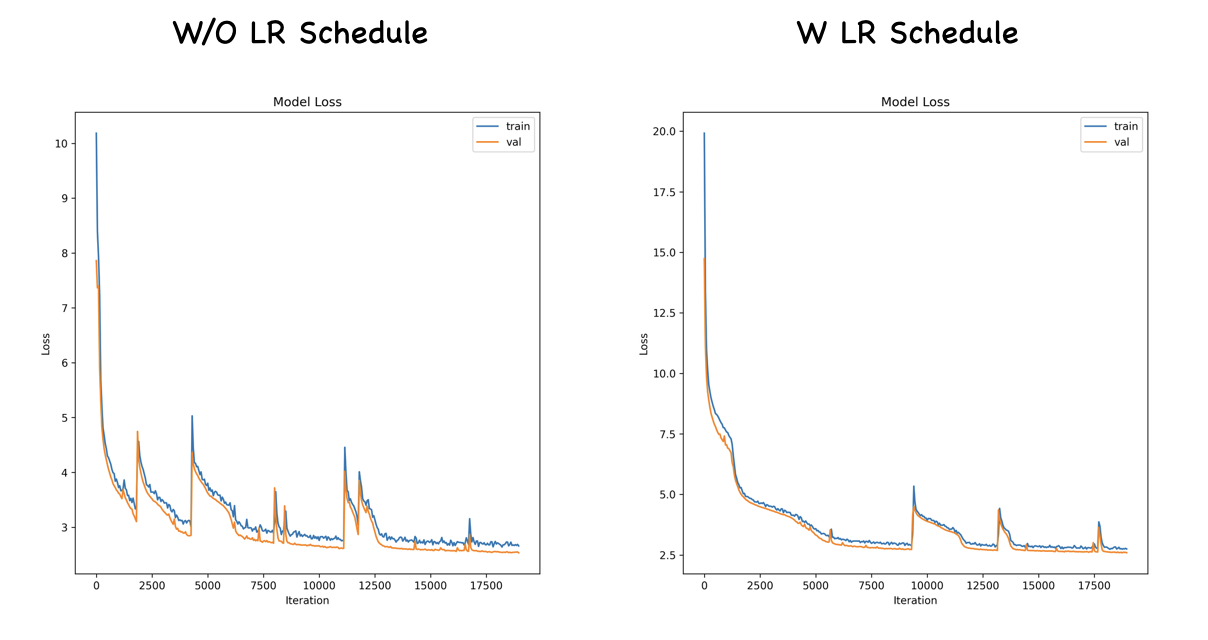 W/O LR Schedule
W LR Schedule
Model Loss
train
val
10
9
8
7
6
5
4
3
Loss
0
2500
5000
7500
10000
12500
15000
17500
Iteration
Model Loss
train
val
20.0
17.5
15.0
12.5
10.0
7.5
5.0
2.5
Loss
0
2500
5000
7500
10000
12500
15000
17500
Iteration